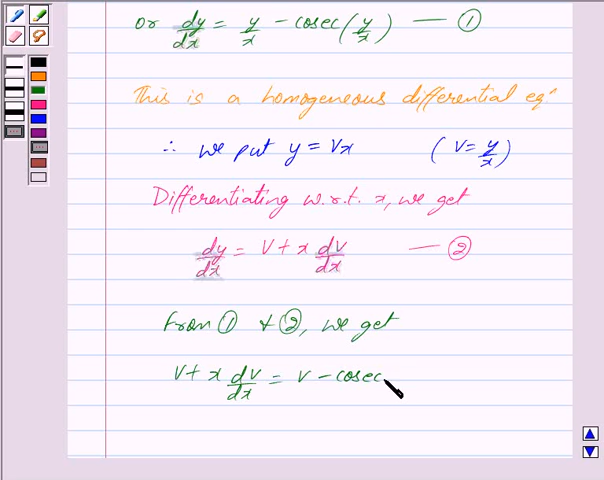 or dy/dx = y/x - cosec (y/x) — ①
This is a homogeneous differential eqn
∴ we put y = Vx (V = y/x)
Differentiating w.r.t. x, we get
dy/dx = V + x dv/dx — ②
from ① & ②, we get
V + x dv/dx = V - cosec